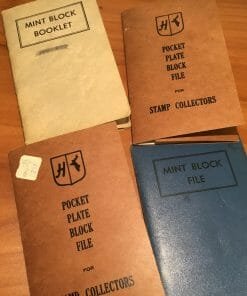 MINT BLOCK
BOOKLET
H
POCKET
PLATE
BLOCK
FILE
FOR
STAMP COLLECTORS
H
POCKET
PLATE
BLOCK
FILE
FOR
STAMP COLLECTORS
MINT BLOCK
FILE